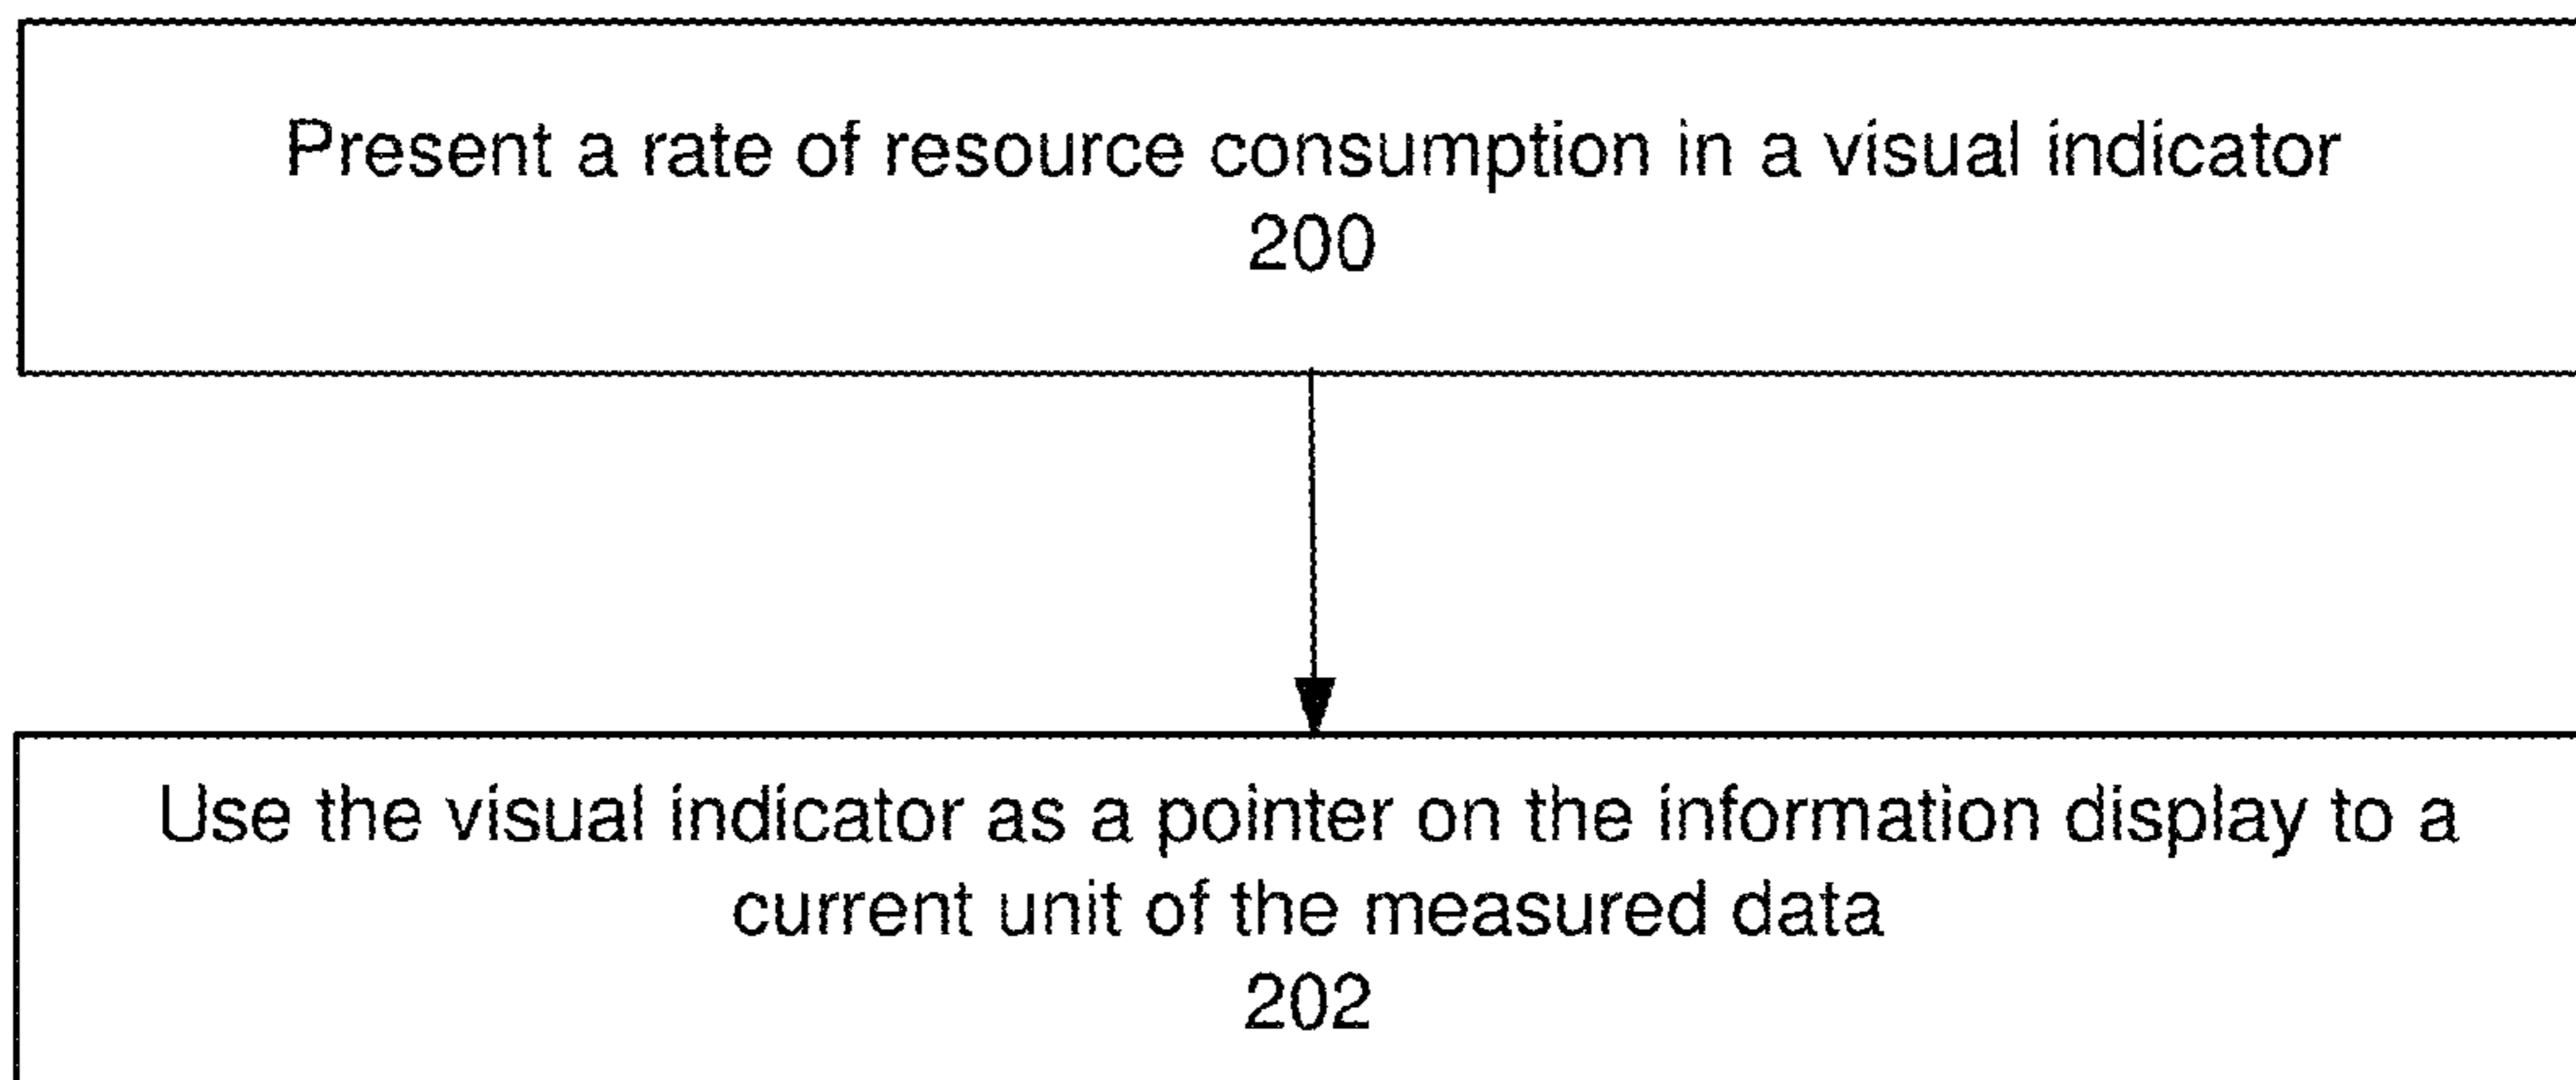 Present a rate of resource consumption in a visual indicator
200
Use the visual indicator as a pointer on the information display to a
current unit of the measured data
202